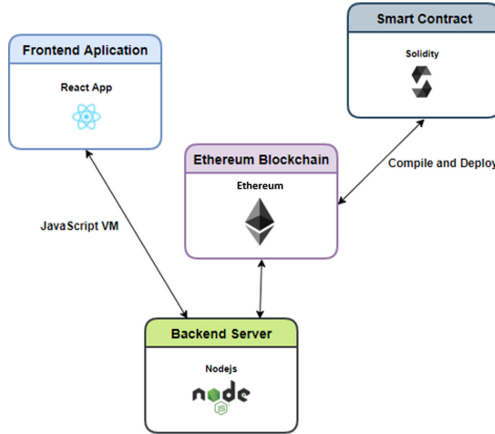 Smart Contract
Solidity
Frontend Aplication
React App
Ethereum Blockchain
Ethereum
Compile and Deploy
JavaScript VM
Backend Server
Nodejs
node
JS